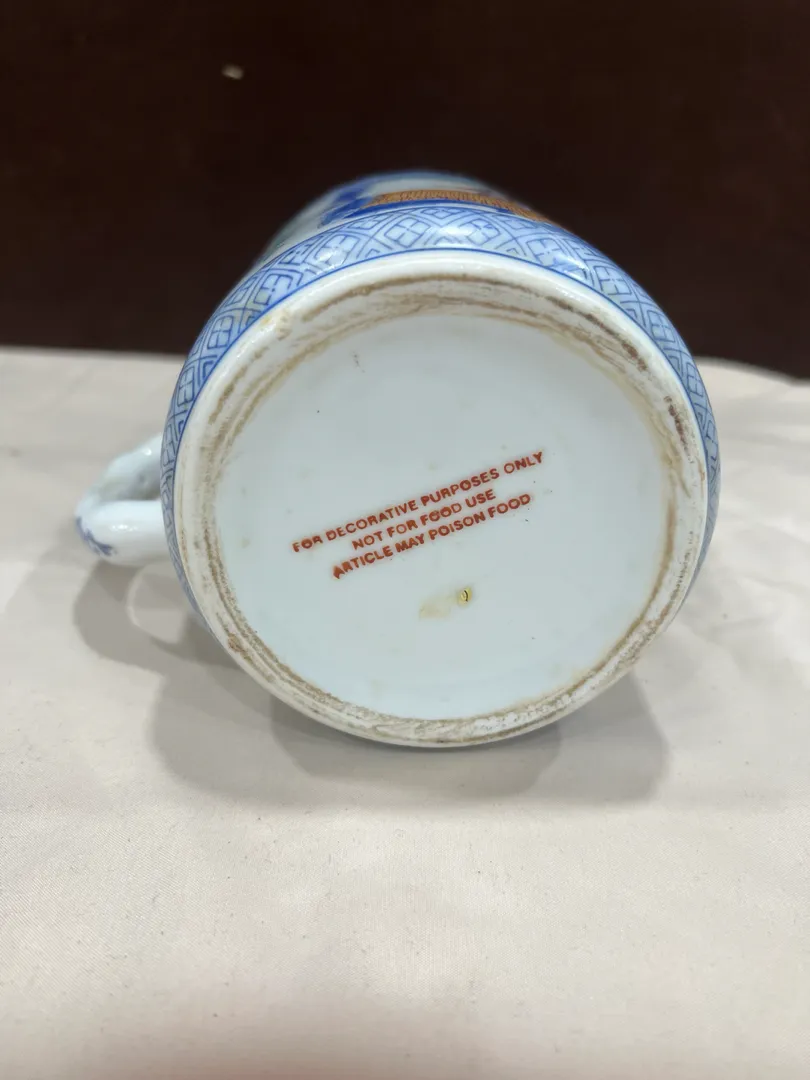 FOR DECORATIVE PURPOSES ONLY
NOT FOR FOOD USE
ARTICLE MAY POISON FOOD